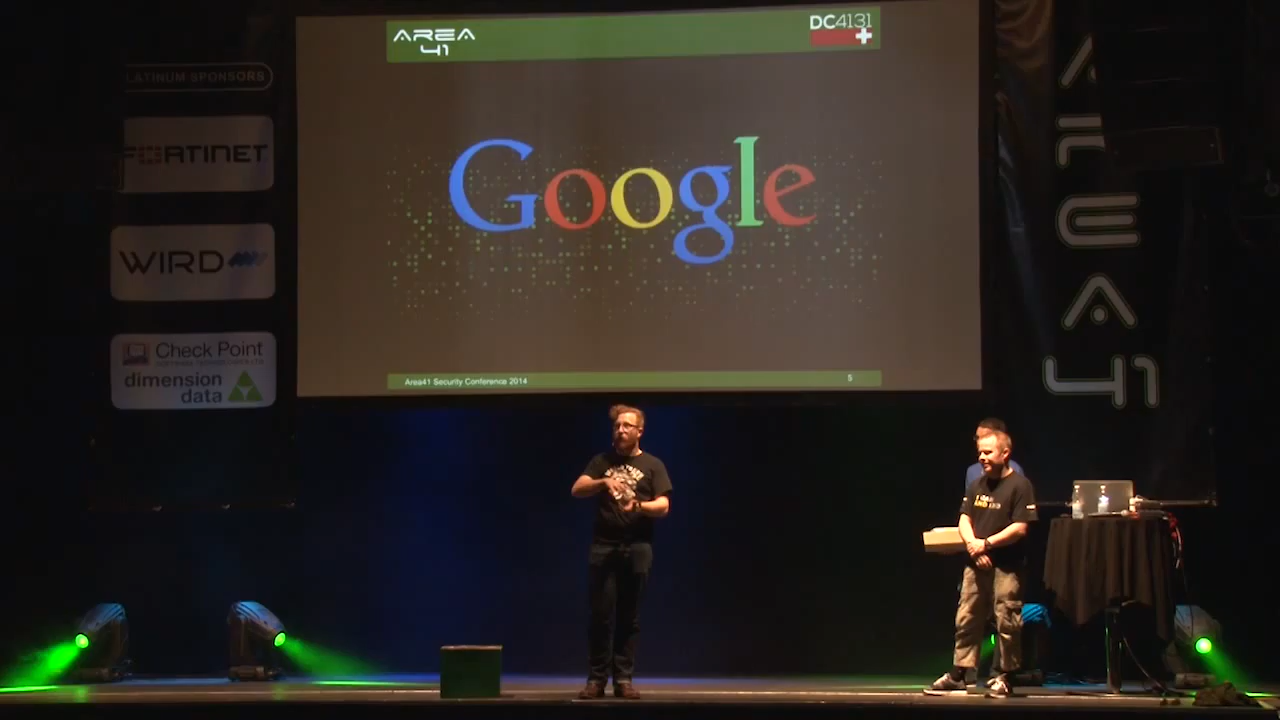 AREA
41
DC4131
Google
Area41 Security Conference 2014
5
LATINUM SPONSORS
FORTINET
WIRD
Check Point
dimension
data
AREA
41